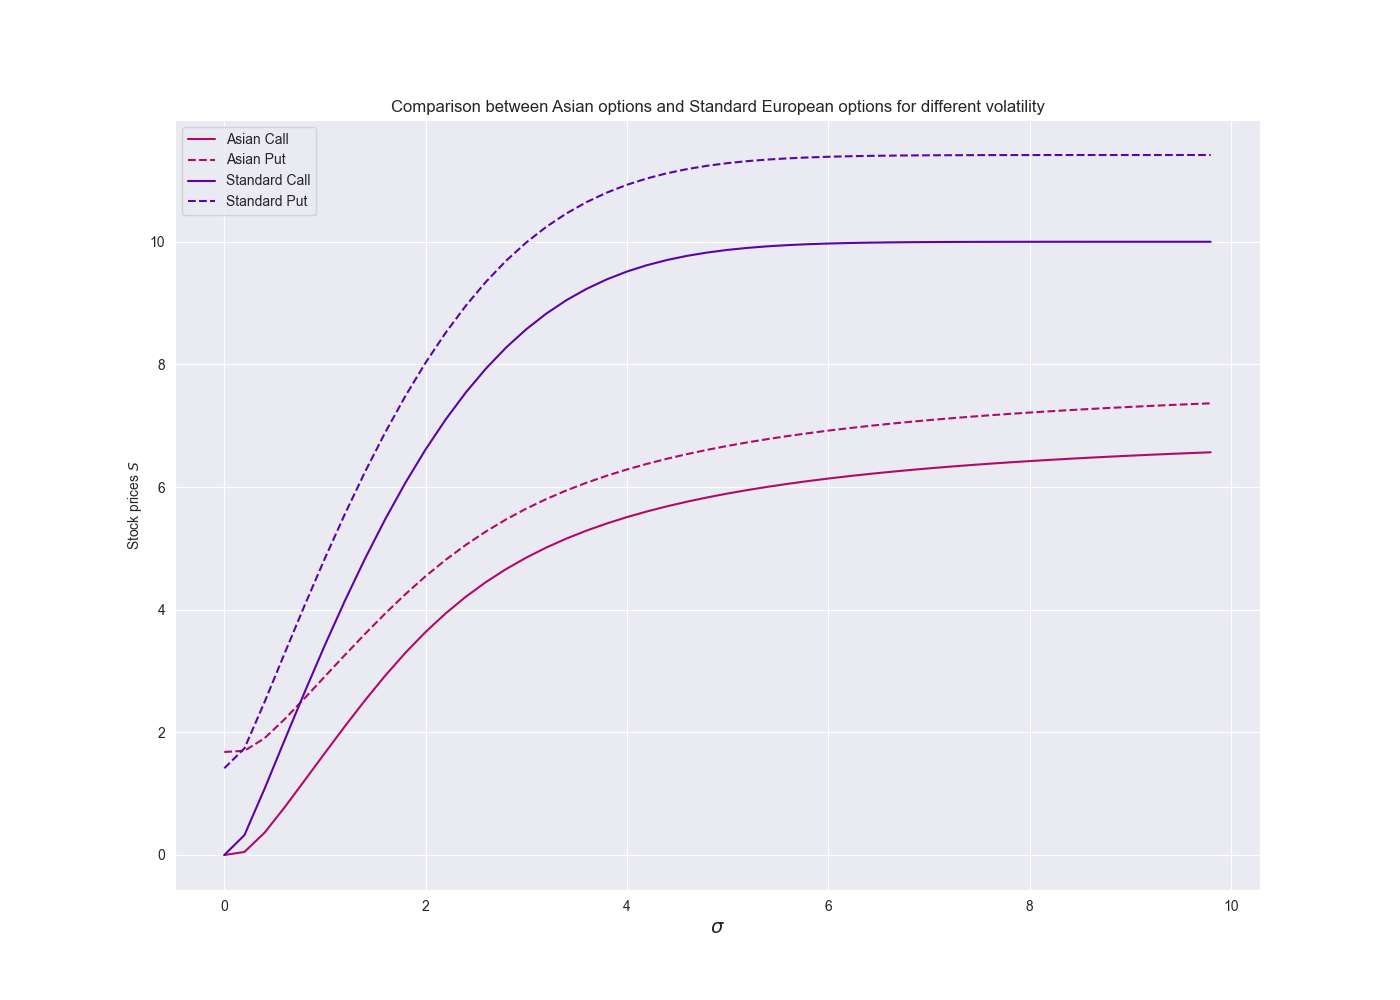 Comparison between Asian options and Standard European options for different volatility
Asian Call
Asian Put
Standard Call
Standard Put
10
8
6
4
2
0
Stock prices S
0 2 4 6 8 10
σ